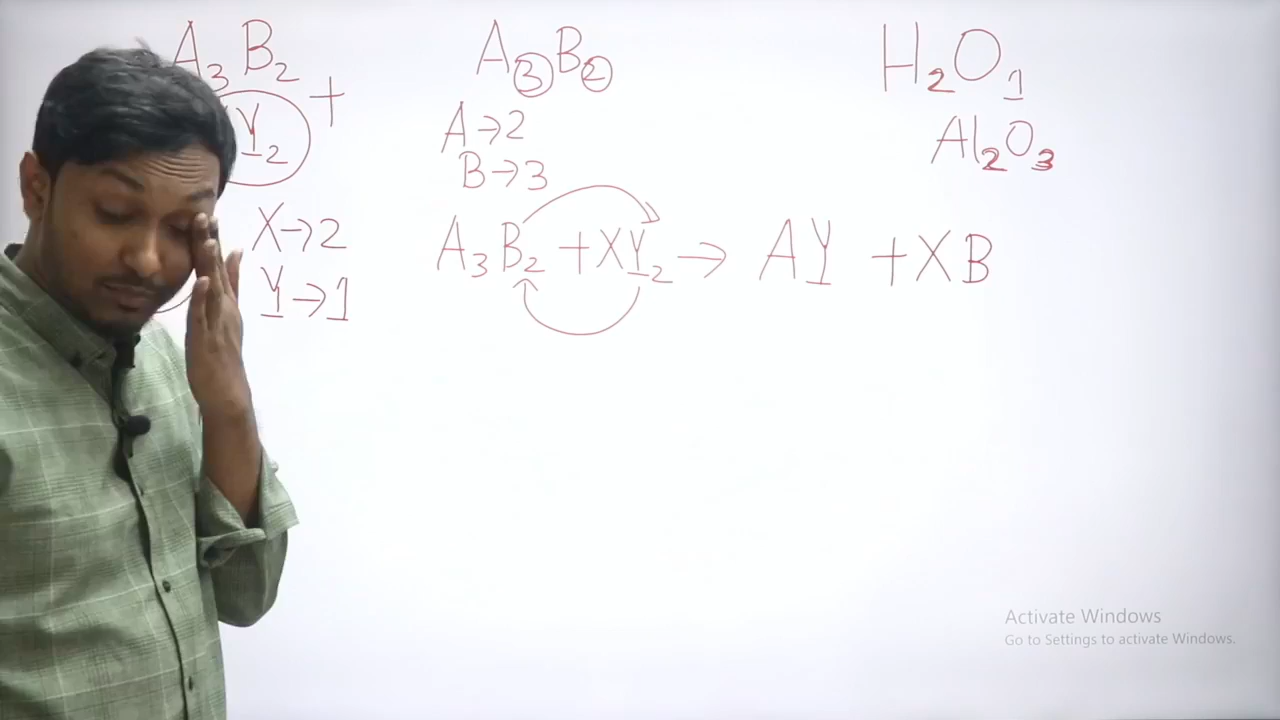 A₃B₂
+
Y₂
X→2
Y→1
A₃B₂
A→2
B→3
A₃B₂ + XY₂ → AY + XB
H₂O₁
Al₂O₃
Activate Windows
Go to Settings to activate Windows.